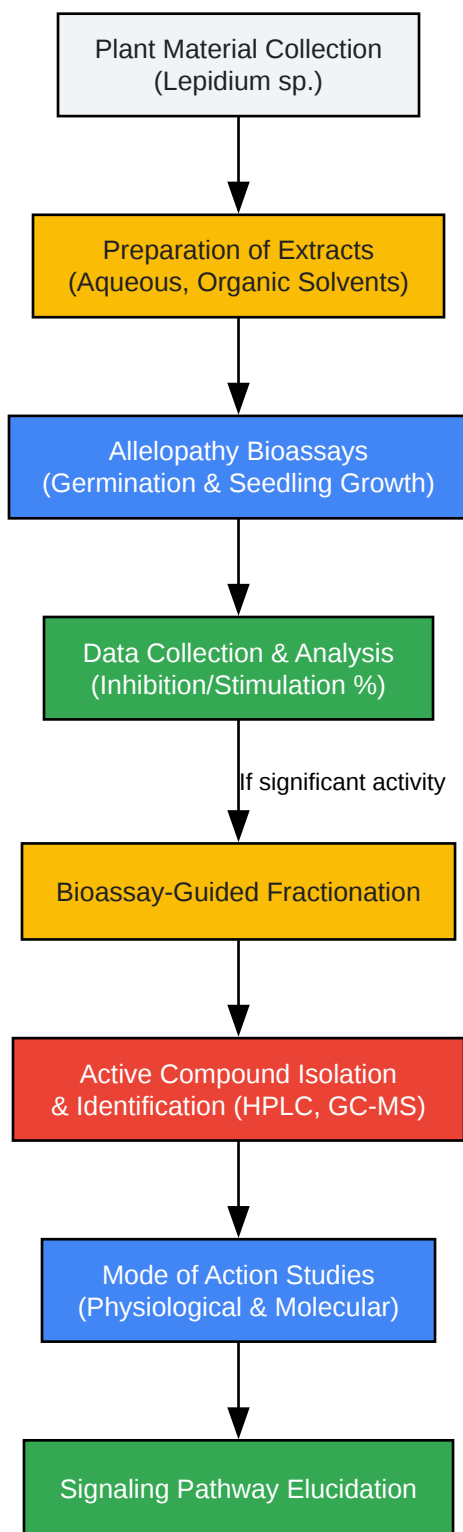 Plant Material Collection
(Lepidium sp.)
Preparation of Extracts
(Aqueous, Organic Solvents)
Allelopathy Bioassays
(Germination & Seedling Growth)
Data Collection & Analysis
(Inhibition/Stimulation %)
If significant activity
Bioassay-Guided Fractionation
Active Compound Isolation
& Identification (HPLC, GC-MS)
Mode of Action Studies
(Physiological & Molecular)
Signaling Pathway Elucidation